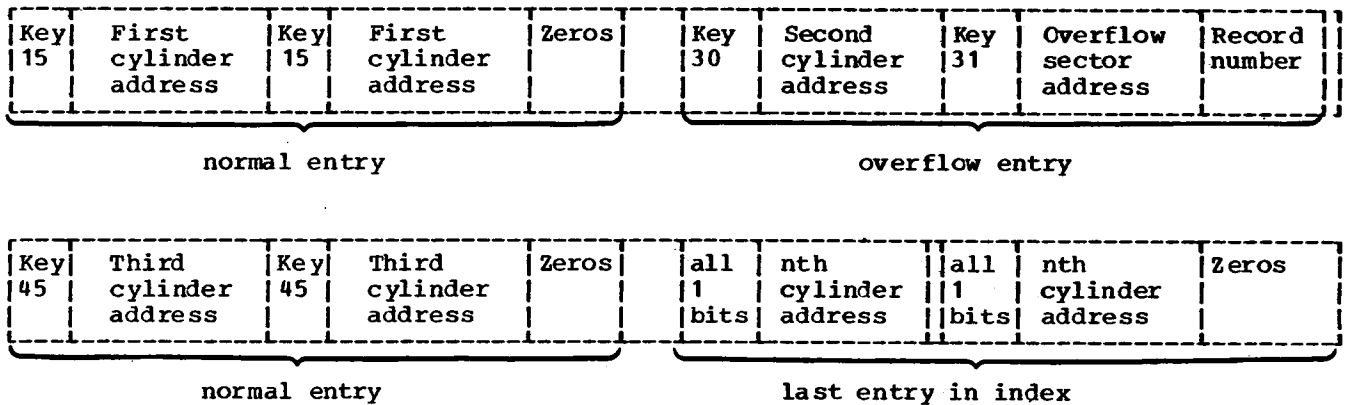 Key First Key First Zeros Key Second Key Overflow Record
15 cylinder 15 cylinder 30 cylinder 31 sector number
address address address address
normal entry overflow entry
Key Third Key Third Zeros all nth all nth Zeros
45 cylinder 45 cylinder 1 cylinder 1 cylinder
address address bits address bits address
normal entry last entry in index